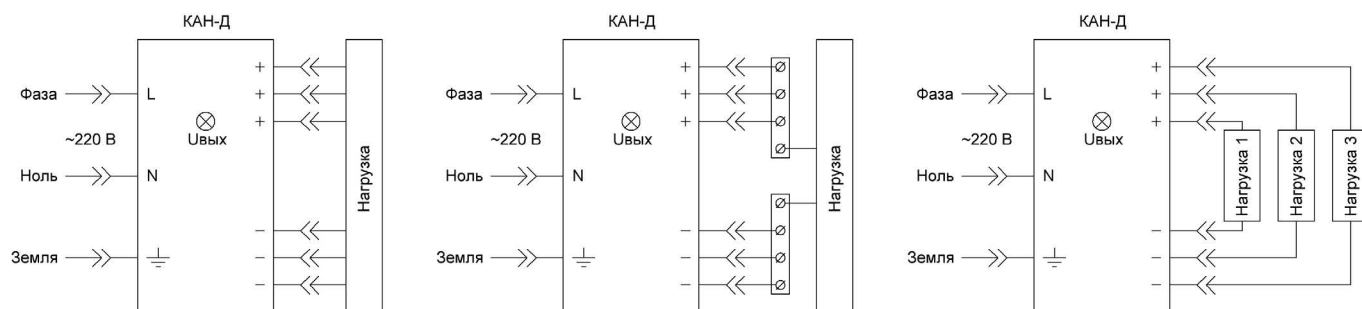 КАН-Д
Фаза
L
~220 В
Ноль
N
Земля
Uвых
+
+
+
−
−
−
Нагрузка
КАН-Д
Фаза
L
~220 В
Ноль
N
Земля
Uвых
+
+
+
−
−
−
Нагрузка
КАН-Д
Фаза
L
~220 В
Ноль
N
Земля
Uвых
+
+
+
−
−
−
Нагрузка 1
Нагрузка 2
Нагрузка 3